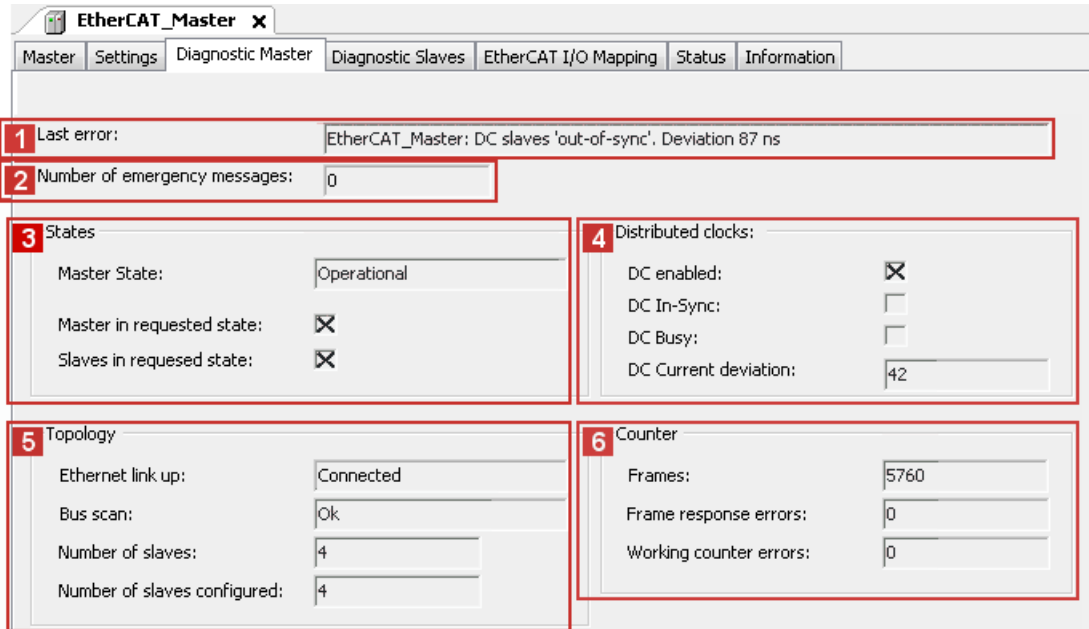 EtherCAT_Master x
Master Settings Diagnostic Master Diagnostic Slaves EtherCAT I/O Mapping Status Information
1 Last error: EtherCAT_Master: DC slaves 'out-of-sync'. Deviation 87 ns
2 Number of emergency messages: 0
3 States
Master State: Operational
Master in requested state:
Slaves in requesed state:
4 Distributed clocks:
DC enabled:
DC In-Sync:
DC Busy:
DC Current deviation: 42
5 Topology
Ethernet link up: Connected
Bus scan: Ok
Number of slaves: 4
Number of slaves configured: 4
6 Counter
Frames: 5760
Frame response errors: 0
Working counter errors: 0